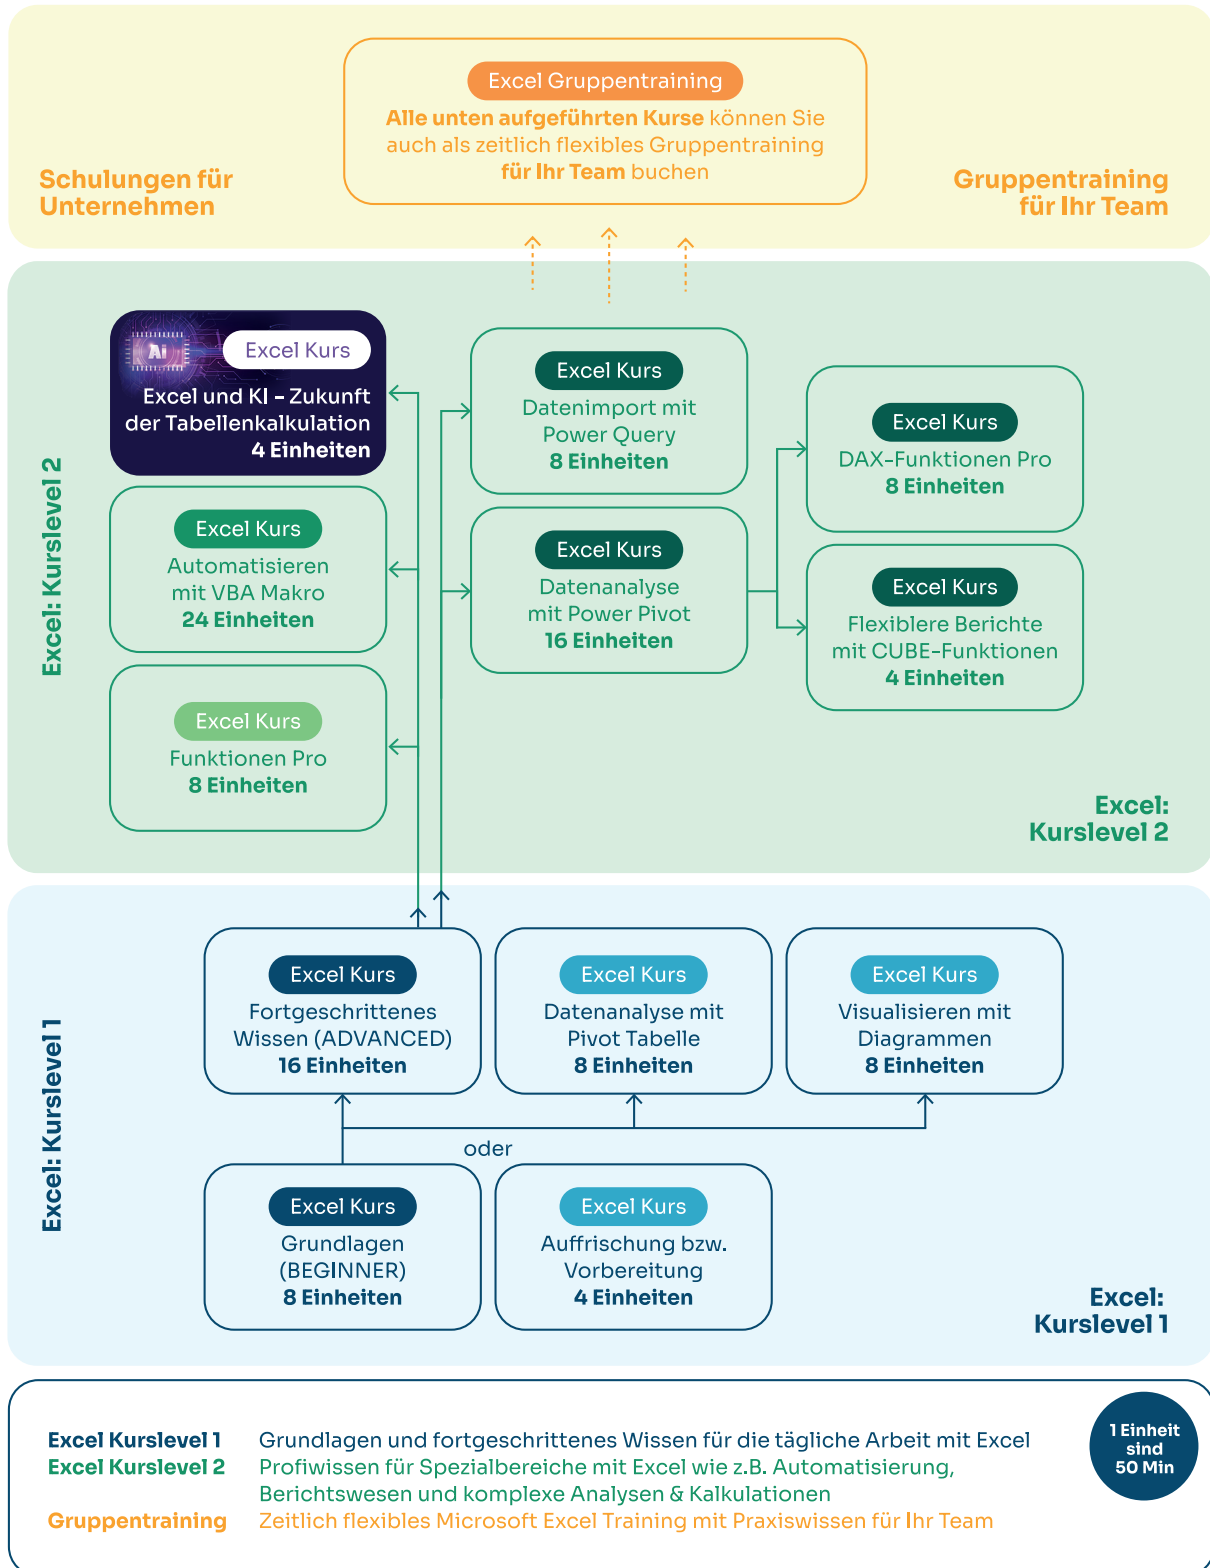 Excel Gruppentraining
Alle unten aufgeführten Kurse können Sie
auch als zeitlich flexibles Gruppentraining
für Ihr Team buchen
Schulungen für
Unternehmen
Gruppentraining
für Ihr Team
Excel: Kurslevel 2
Ai
Excel Kurs
Excel und KI – Zukunft
der Tabellenkalkulation
4 Einheiten
Excel Kurs
Datenimport mit
Power Query
8 Einheiten
Excel Kurs
DAX-Funktionen Pro
8 Einheiten
Excel Kurs
Automatisieren
mit VBA Makro
24 Einheiten
Excel Kurs
Datenanalyse
mit Power Pivot
16 Einheiten
Excel Kurs
Flexiblere Berichte
mit CUBE-Funktionen
4 Einheiten
Excel Kurs
Funktionen Pro
8 Einheiten
Excel:
Kurslevel 2
Excel: Kurslevel 1
Excel Kurs
Fortgeschrittenes
Wissen (ADVANCED)
16 Einheiten
Excel Kurs
Datenanalyse mit
Pivot Tabelle
8 Einheiten
Excel Kurs
Visualisieren mit
Diagrammen
8 Einheiten
oder
Excel Kurs
Grundlagen
(BEGINNER)
8 Einheiten
Excel Kurs
Auffrischung bzw.
Vorbereitung
4 Einheiten
Excel:
Kurslevel 1
Excel Kurslevel 1 Grundlagen und fortgeschrittenes Wissen für die tägliche Arbeit mit Excel
Excel Kurslevel 2 Profiwissen für Spezialbereiche mit Excel wie z.B. Automatisierung,
Berichtswesen und komplexe Analysen & Kalkulationen
Gruppentraining Zeitlich flexibles Microsoft Excel Training mit Praxiswissen für Ihr Team
1 Einheit
sind
50 Min